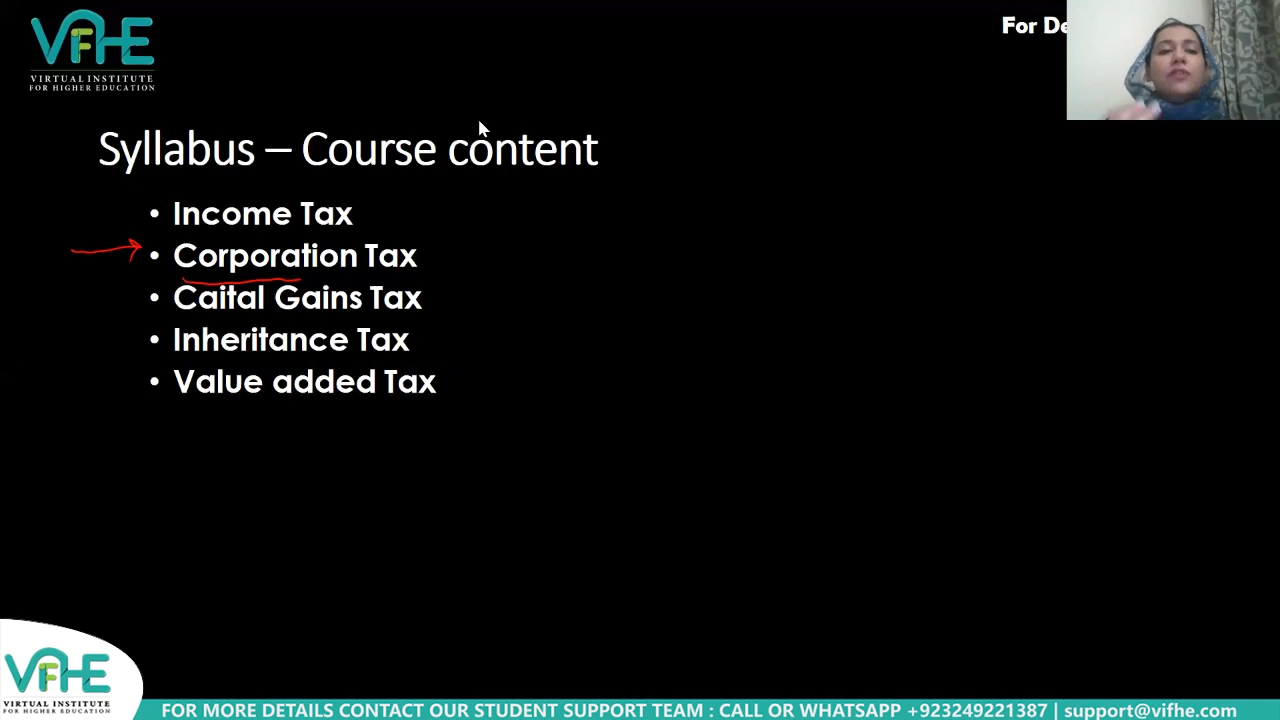 VIFHE
VIRTUAL INSTITUTE
FOR HIGHER EDUCATION
For De
Syllabus – Course content
• Income Tax
• Corporation Tax
• Caital Gains Tax
• Inheritance Tax
• Value added Tax
VIFHE
VIRTUAL INSTITUTE
FOR HIGHER EDUCATION
FOR MORE DETAILS CONTACT OUR STUDENT SUPPORT TEAM : CALL OR WHATSAPP +923249221387 | support@vifhe.com